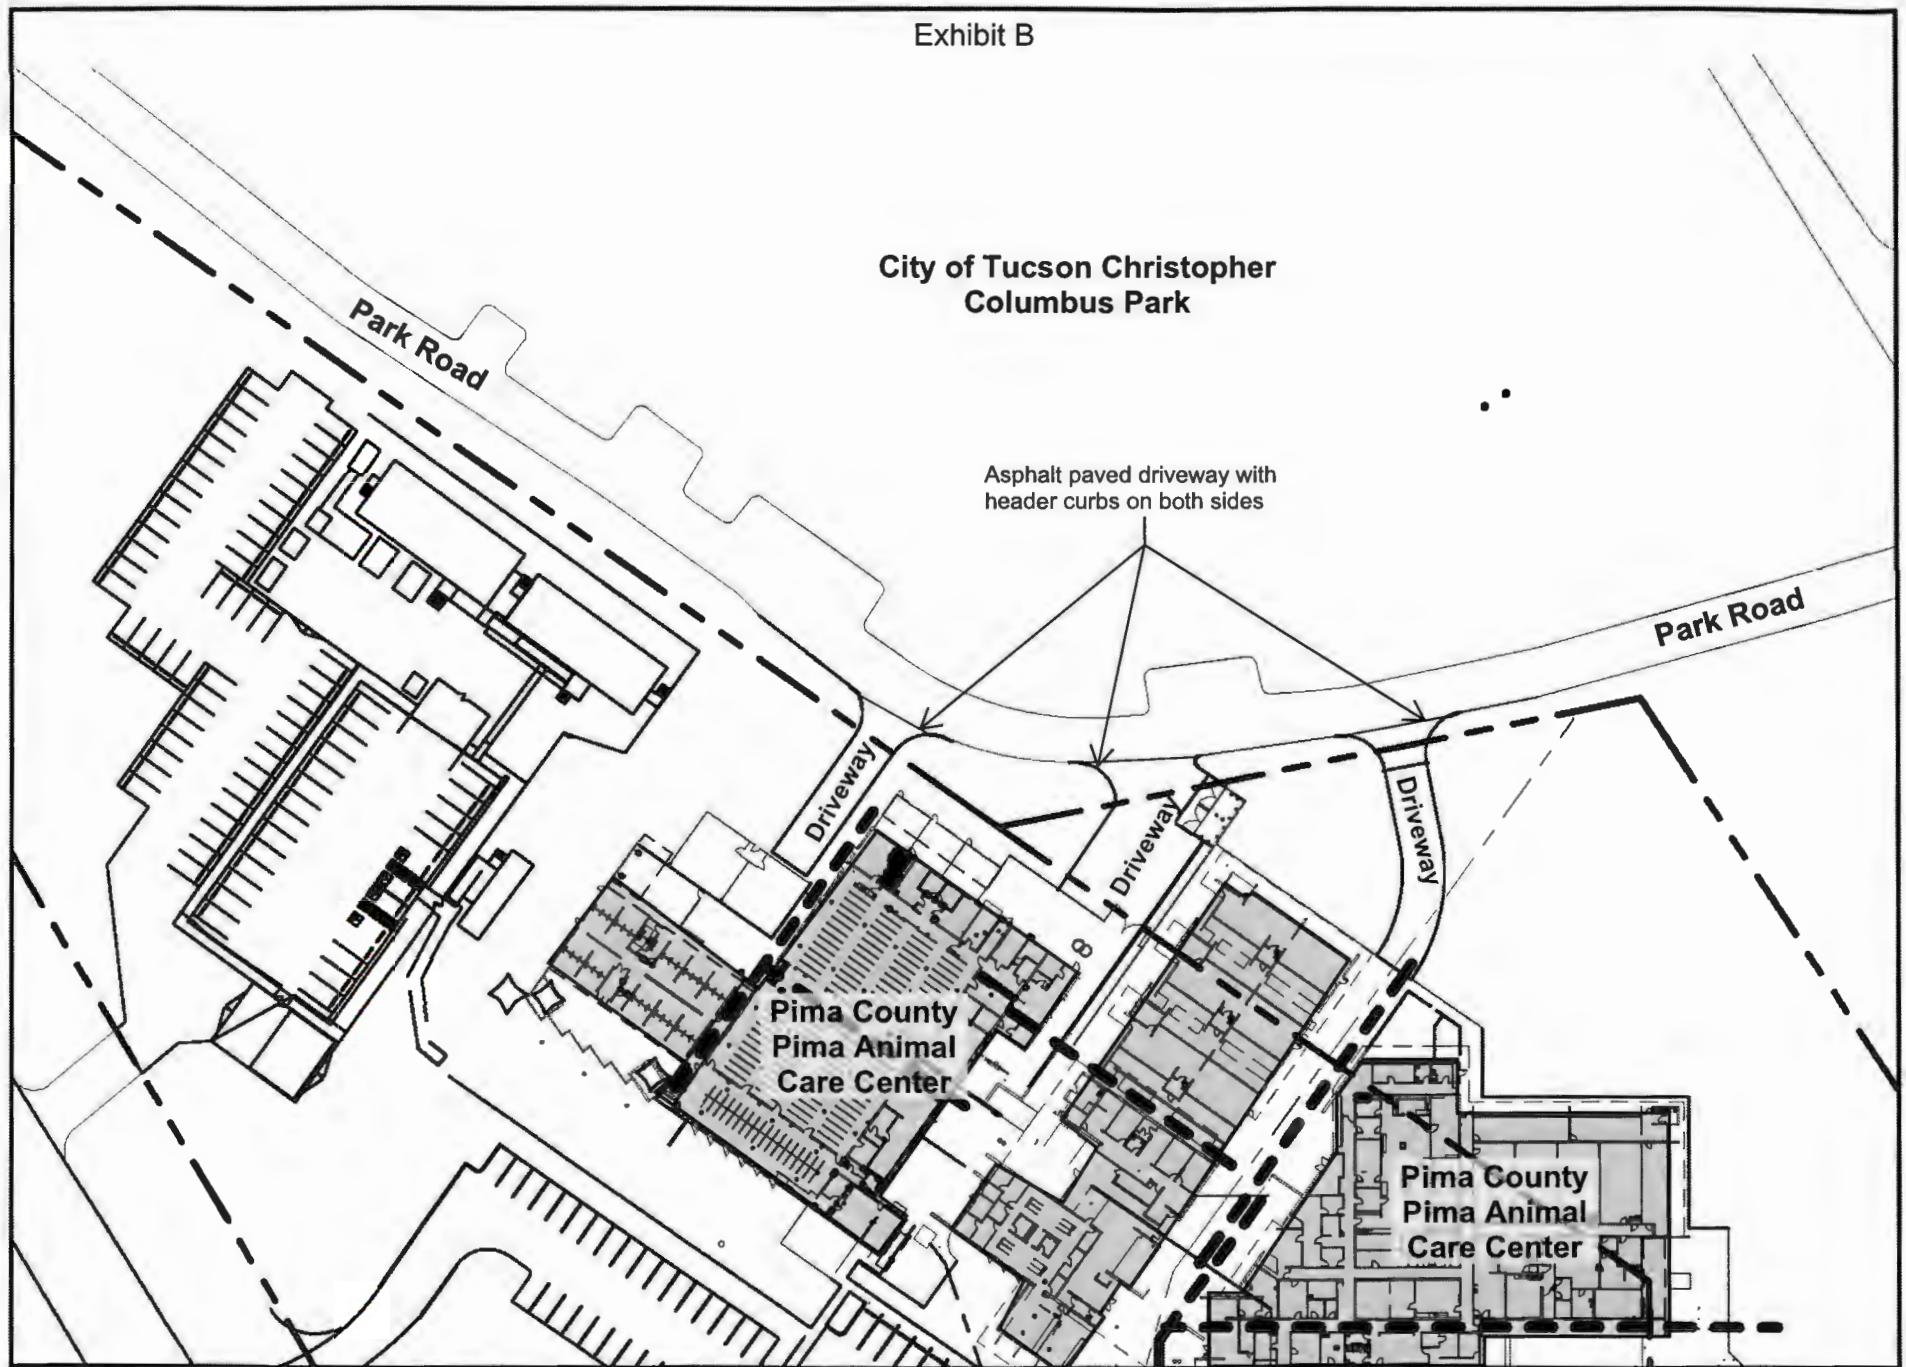 Exhibit B
City of Tucson Christopher
Columbus Park
Park Road
Asphalt paved driveway with
header curbs on both sides
Park Road
Driveway
Driveway
Driveway
Pima County
Pima Animal
Care Center
Pima County
Pima Animal
Care Center